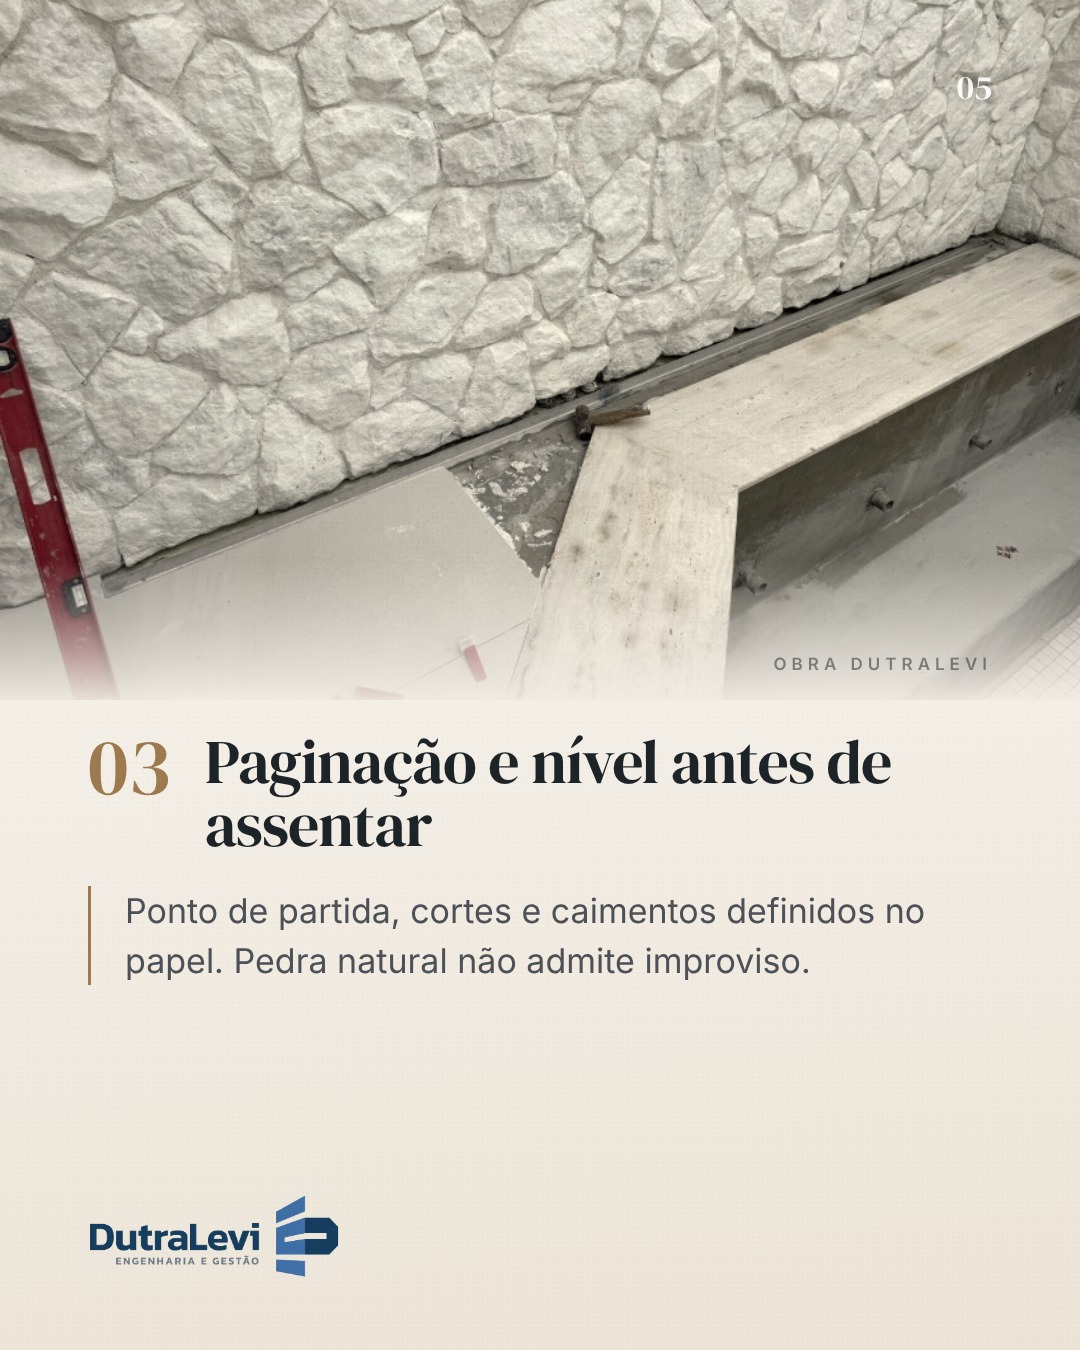 05
OBRA DUTRALEVI
03 Paginação e nível antes de
assentar
Ponto de partida, cortes e caimentos definidos no
papel. Pedra natural não admite improviso.
DutraLevi
ENGENHARIA E GESTÃO